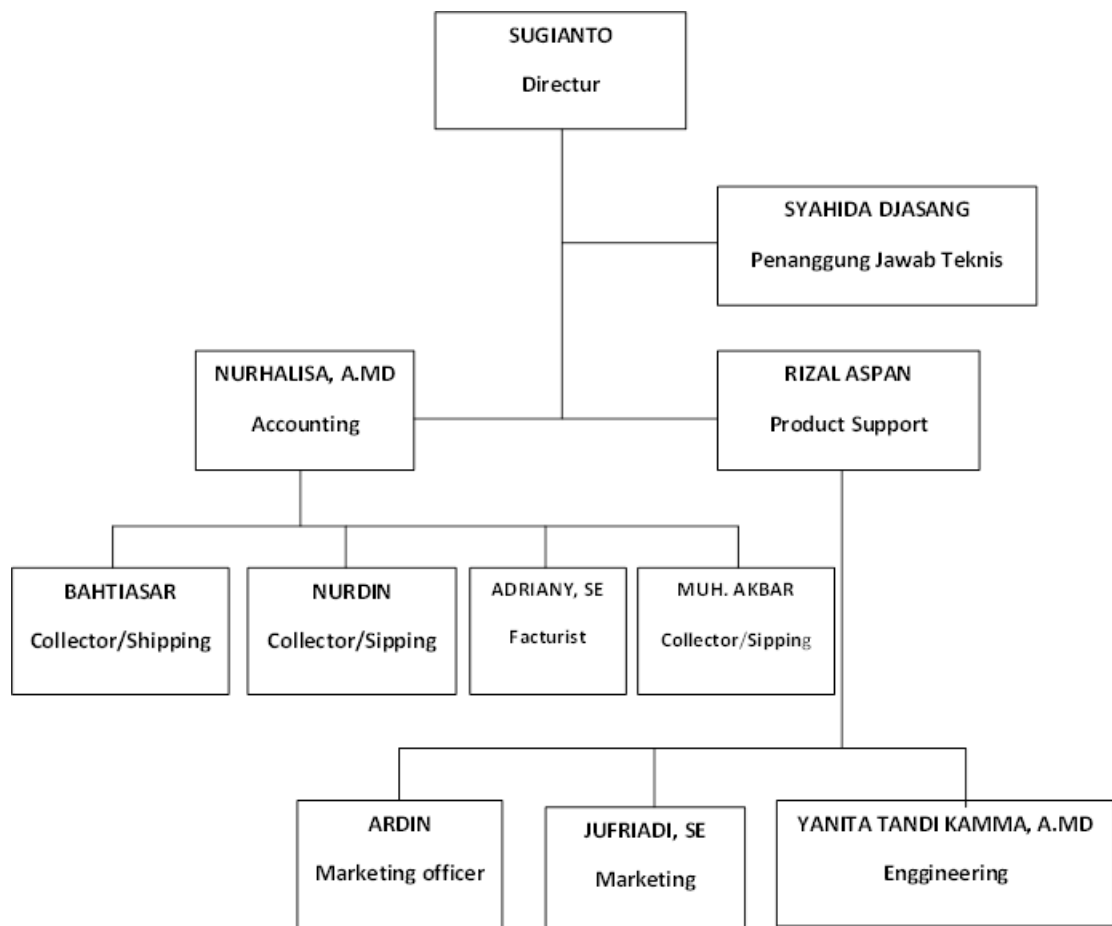 SUGIANTO
Directur
SYAHIDA DJASANG
Penanggung Jawab Teknis
NURHALISA, A.MD
Accounting
RIZAL ASPAN
Product Support
BAHTIASAR
Collector/Shipping
NURDIN
Collector/Sipping
ADRIANY, SE
Facturist
MUH. AKBAR
Collector/Sipping
ARDIN
Marketing officer
JUFRIADI, SE
Marketing
YANITA TANDI KAMMA, A.MD
Enggineering